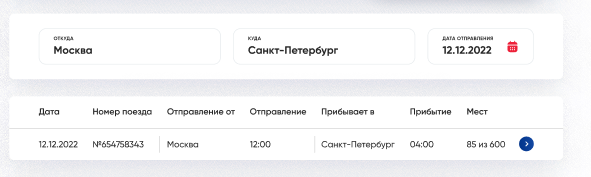 ОТКУДА КУДА ДАТА ОТПРАВЛЕНИЯ
Москва Санкт-Петербург 12.12.2022
Дата Номер поезда Отправление от Отправление Прибывает в Прибытие Мест
12.12.2022 №654758343 Москва 12:00 Санкт-Петербург 04:00 85 из 600